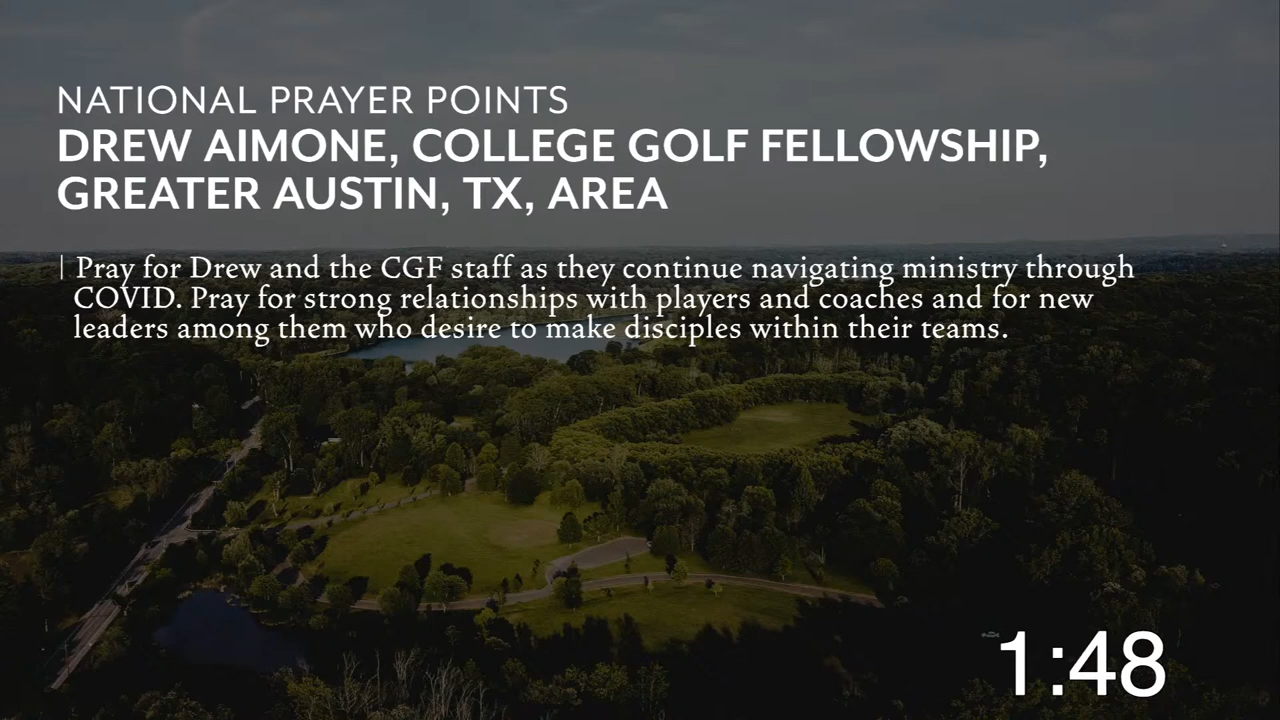 NATIONAL PRAYER POINTS
DREW AIMONE, COLLEGE GOLF FELLOWSHIP,
GREATER AUSTIN, TX, AREA
| Pray for Drew and the CGF staff as they continue navigating ministry through
COVID. Pray for strong relationships with players and coaches and for new
leaders among them who desire to make disciples within their teams.
1:48